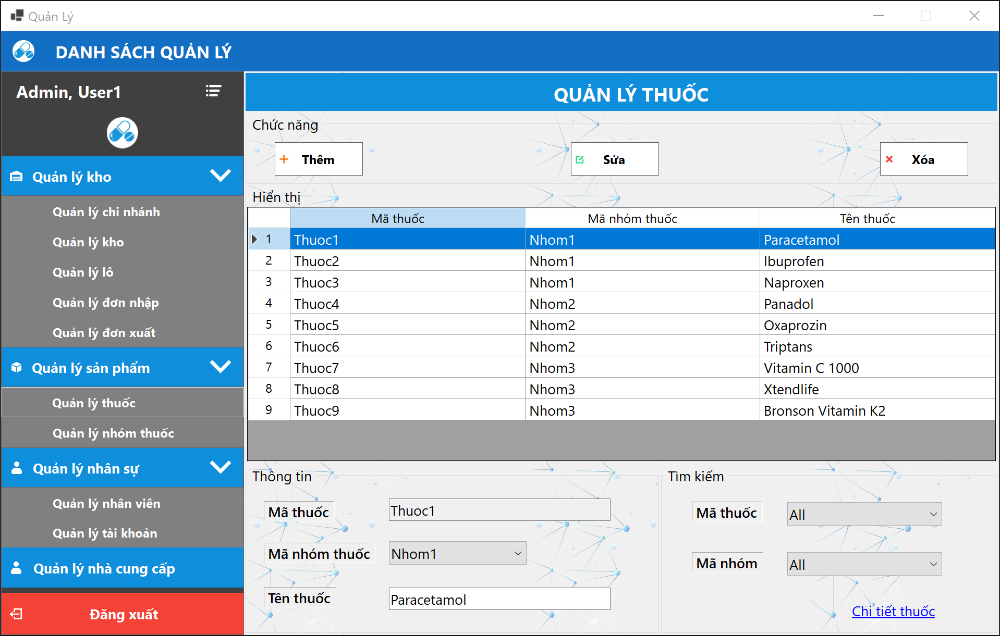 Quản Lý
DANH SÁCH QUẢN LÝ
Admin, User1
Quản lý kho
Quản lý chi nhánh
Quản lý kho
Quản lý lô
Quản lý đơn nhập
Quản lý đơn xuất
Quản lý sản phẩm
Quản lý thuốc
Quản lý nhóm thuốc
Quản lý nhân sự
Quản lý nhân viên
Quản lý tài khoản
Quản lý nhà cung cấp
Đăng xuất
QUẢN LÝ THUỐC
Chức năng
Thêm Sửa Xóa
Hiển thị
Mã thuốc Mã nhóm thuốc Tên thuốc
1 Thuoc1 Nhom1 Paracetamol
2 Thuoc2 Nhom1 Ibuprofen
3 Thuoc3 Nhom1 Naproxen
4 Thuoc4 Nhom2 Panadol
5 Thuoc5 Nhom2 Oxaprozin
6 Thuoc6 Nhom2 Triptans
7 Thuoc7 Nhom3 Vitamin C 1000
8 Thuoc8 Nhom3 Xtendlife
9 Thuoc9 Nhom3 Bronson Vitamin K2
Thông tin
Mã thuốc Thuoc1
Mã nhóm thuốc Nhom1
Tên thuốc Paracetamol
Tìm kiếm
Mã thuốc All
Mã nhóm All
Chi tiết thuốc